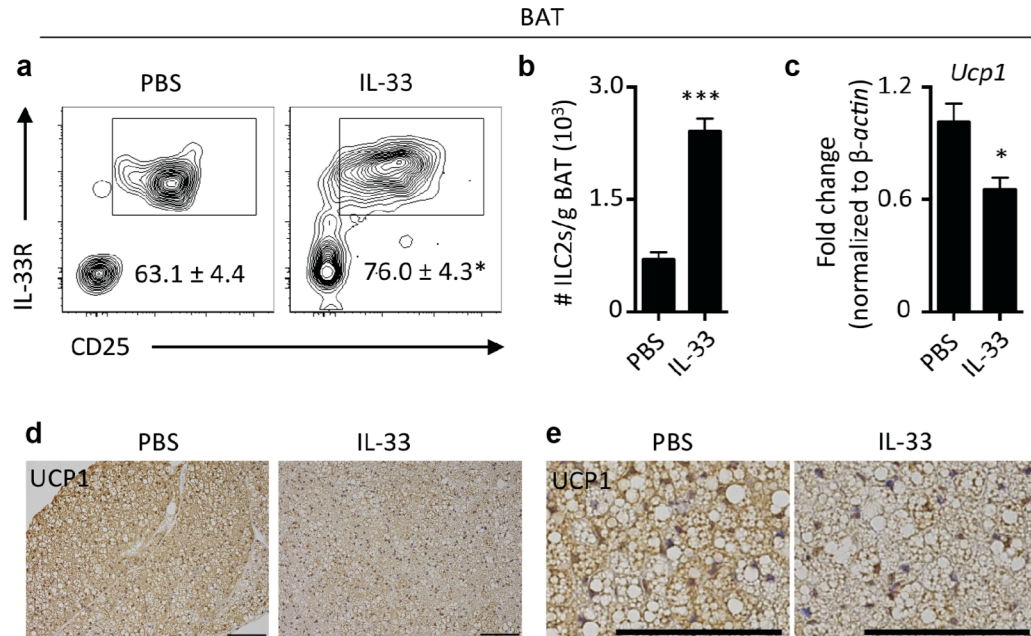 BAT
a
PBS
IL-33
IL-33R
63.1 ± 4.4
76.0 ± 4.3*
CD25
b
# ILC2s/g BAT (10³)
3.0
1.5
0
***
PBS
IL-33
c
Ucp1
Fold change
(normalized to β-actin)
1.2
0.6
0
*
PBS
IL-33
d
PBS
IL-33
UCP1
e
PBS
IL-33
UCP1